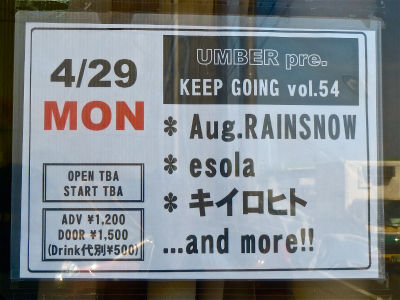 4/29
MON
OPEN TBA
START TBA
ADV ¥1,200
DOOR ¥1,500
(Drink代別¥500)
UMBER pre.
KEEP GOING vol.54
* Aug.RAINSNOW
* esola
* キイロヒト
...and more!!